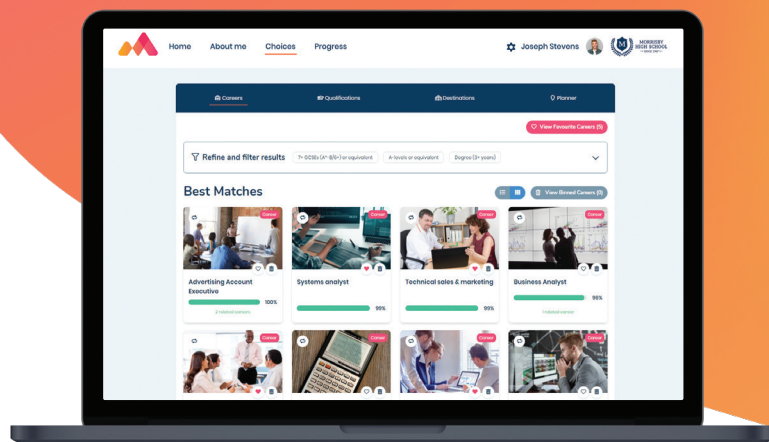 Home About me Choices Progress Joseph Stevens MORRISBY
HIGH SCHOOL
Careers Qualifications Destinations Planner
View Favourite Careers (5)
Refine and filter results 7+ GCSEs (A*-B/6+) or equivalent A-levels or equivalent Degree (3+ years)
Best Matches View Binned Careers (0)
Career Career Career Career
Advertising Account Executive Systems analyst Technical sales & marketing Business Analyst
100% 99% 99% 98%
2 related careers 1 related career
Career Career Career Career